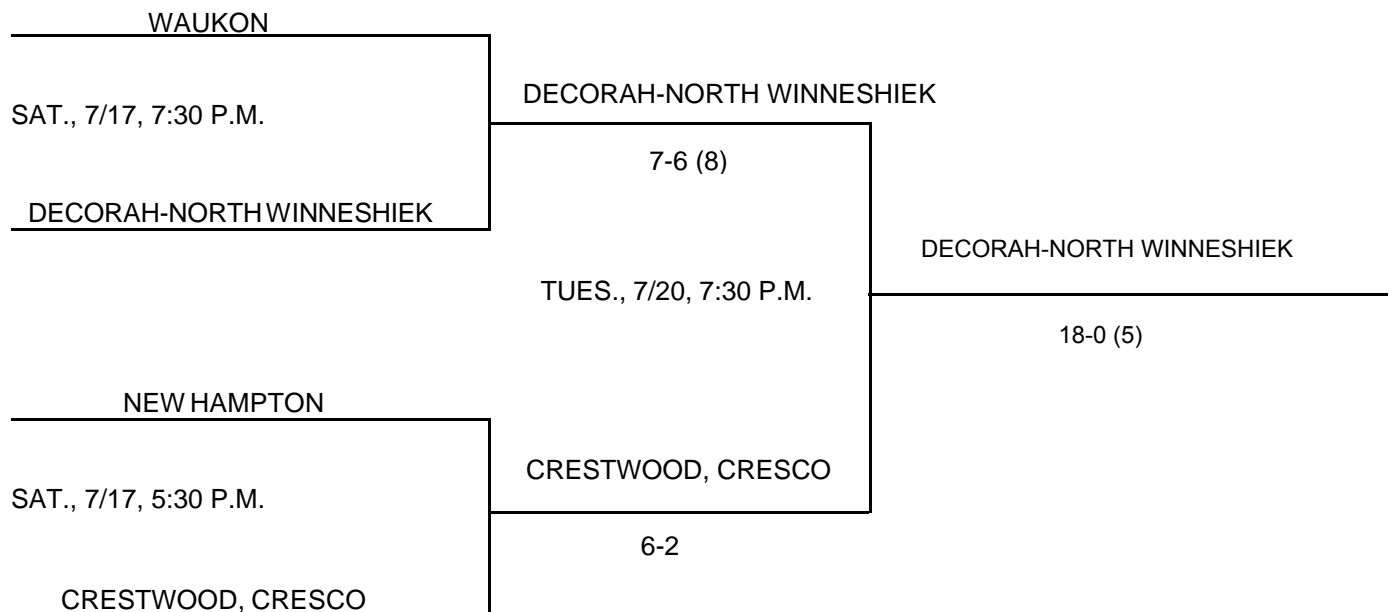 WAUKON
SAT., 7/17, 7:30 P.M.
DECORAH-NORTH WINNESHIEK
DECORAH-NORTH WINNESHIEK
7-6 (8)
TUES., 7/20, 7:30 P.M.
DECORAH-NORTH WINNESHIEK
18-0 (5)
NEW HAMPTON
SAT., 7/17, 5:30 P.M.
CRESTWOOD, CRESCO
CRESTWOOD, CRESCO
6-2